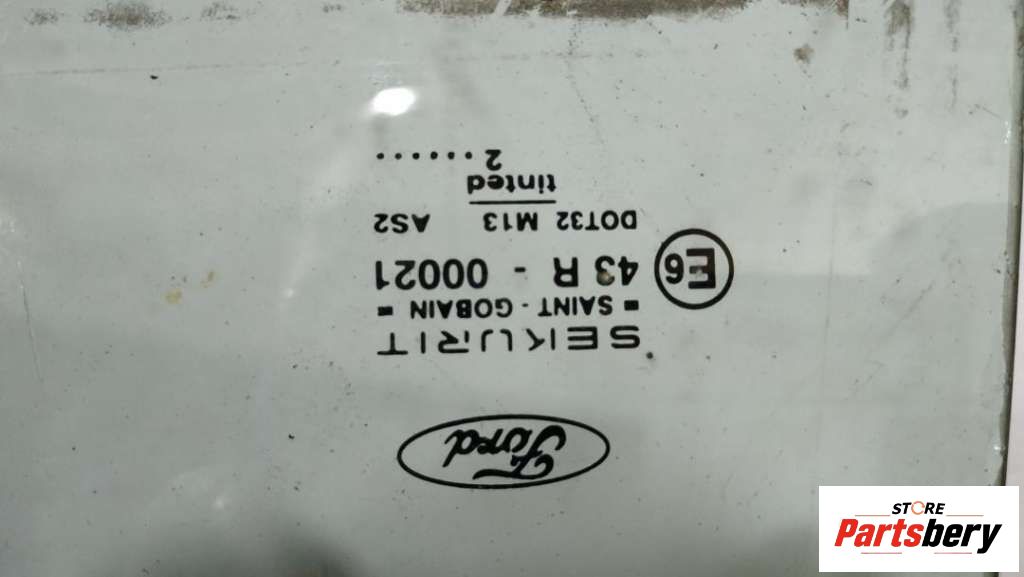 Ford
SEKURIT
= SAINT - GOBAIN =
E6 43 R - 00021
DOT32 M13 AS2
tinted
2......
STORE
Partsbery